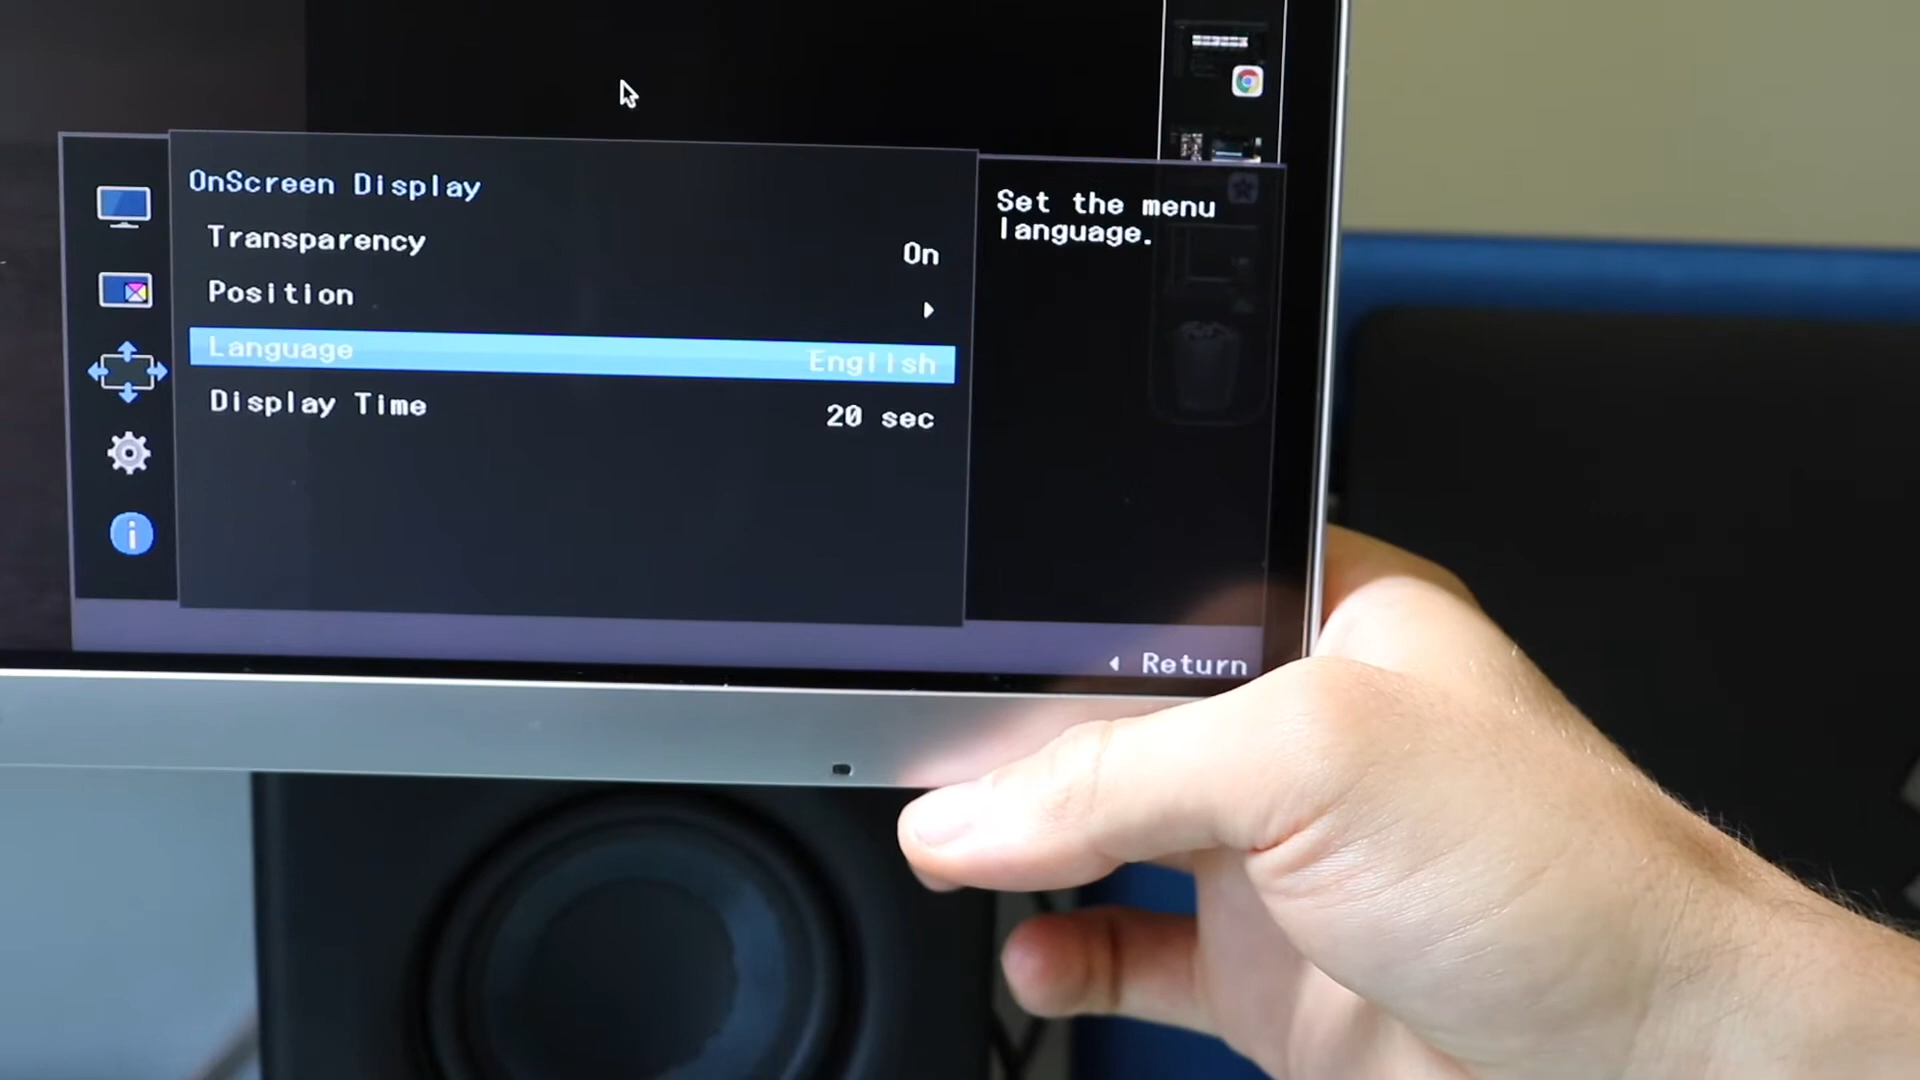 OnScreen Display
Transparency On
Position
Language English
Display Time 20 sec
Set the menu
language.
Return